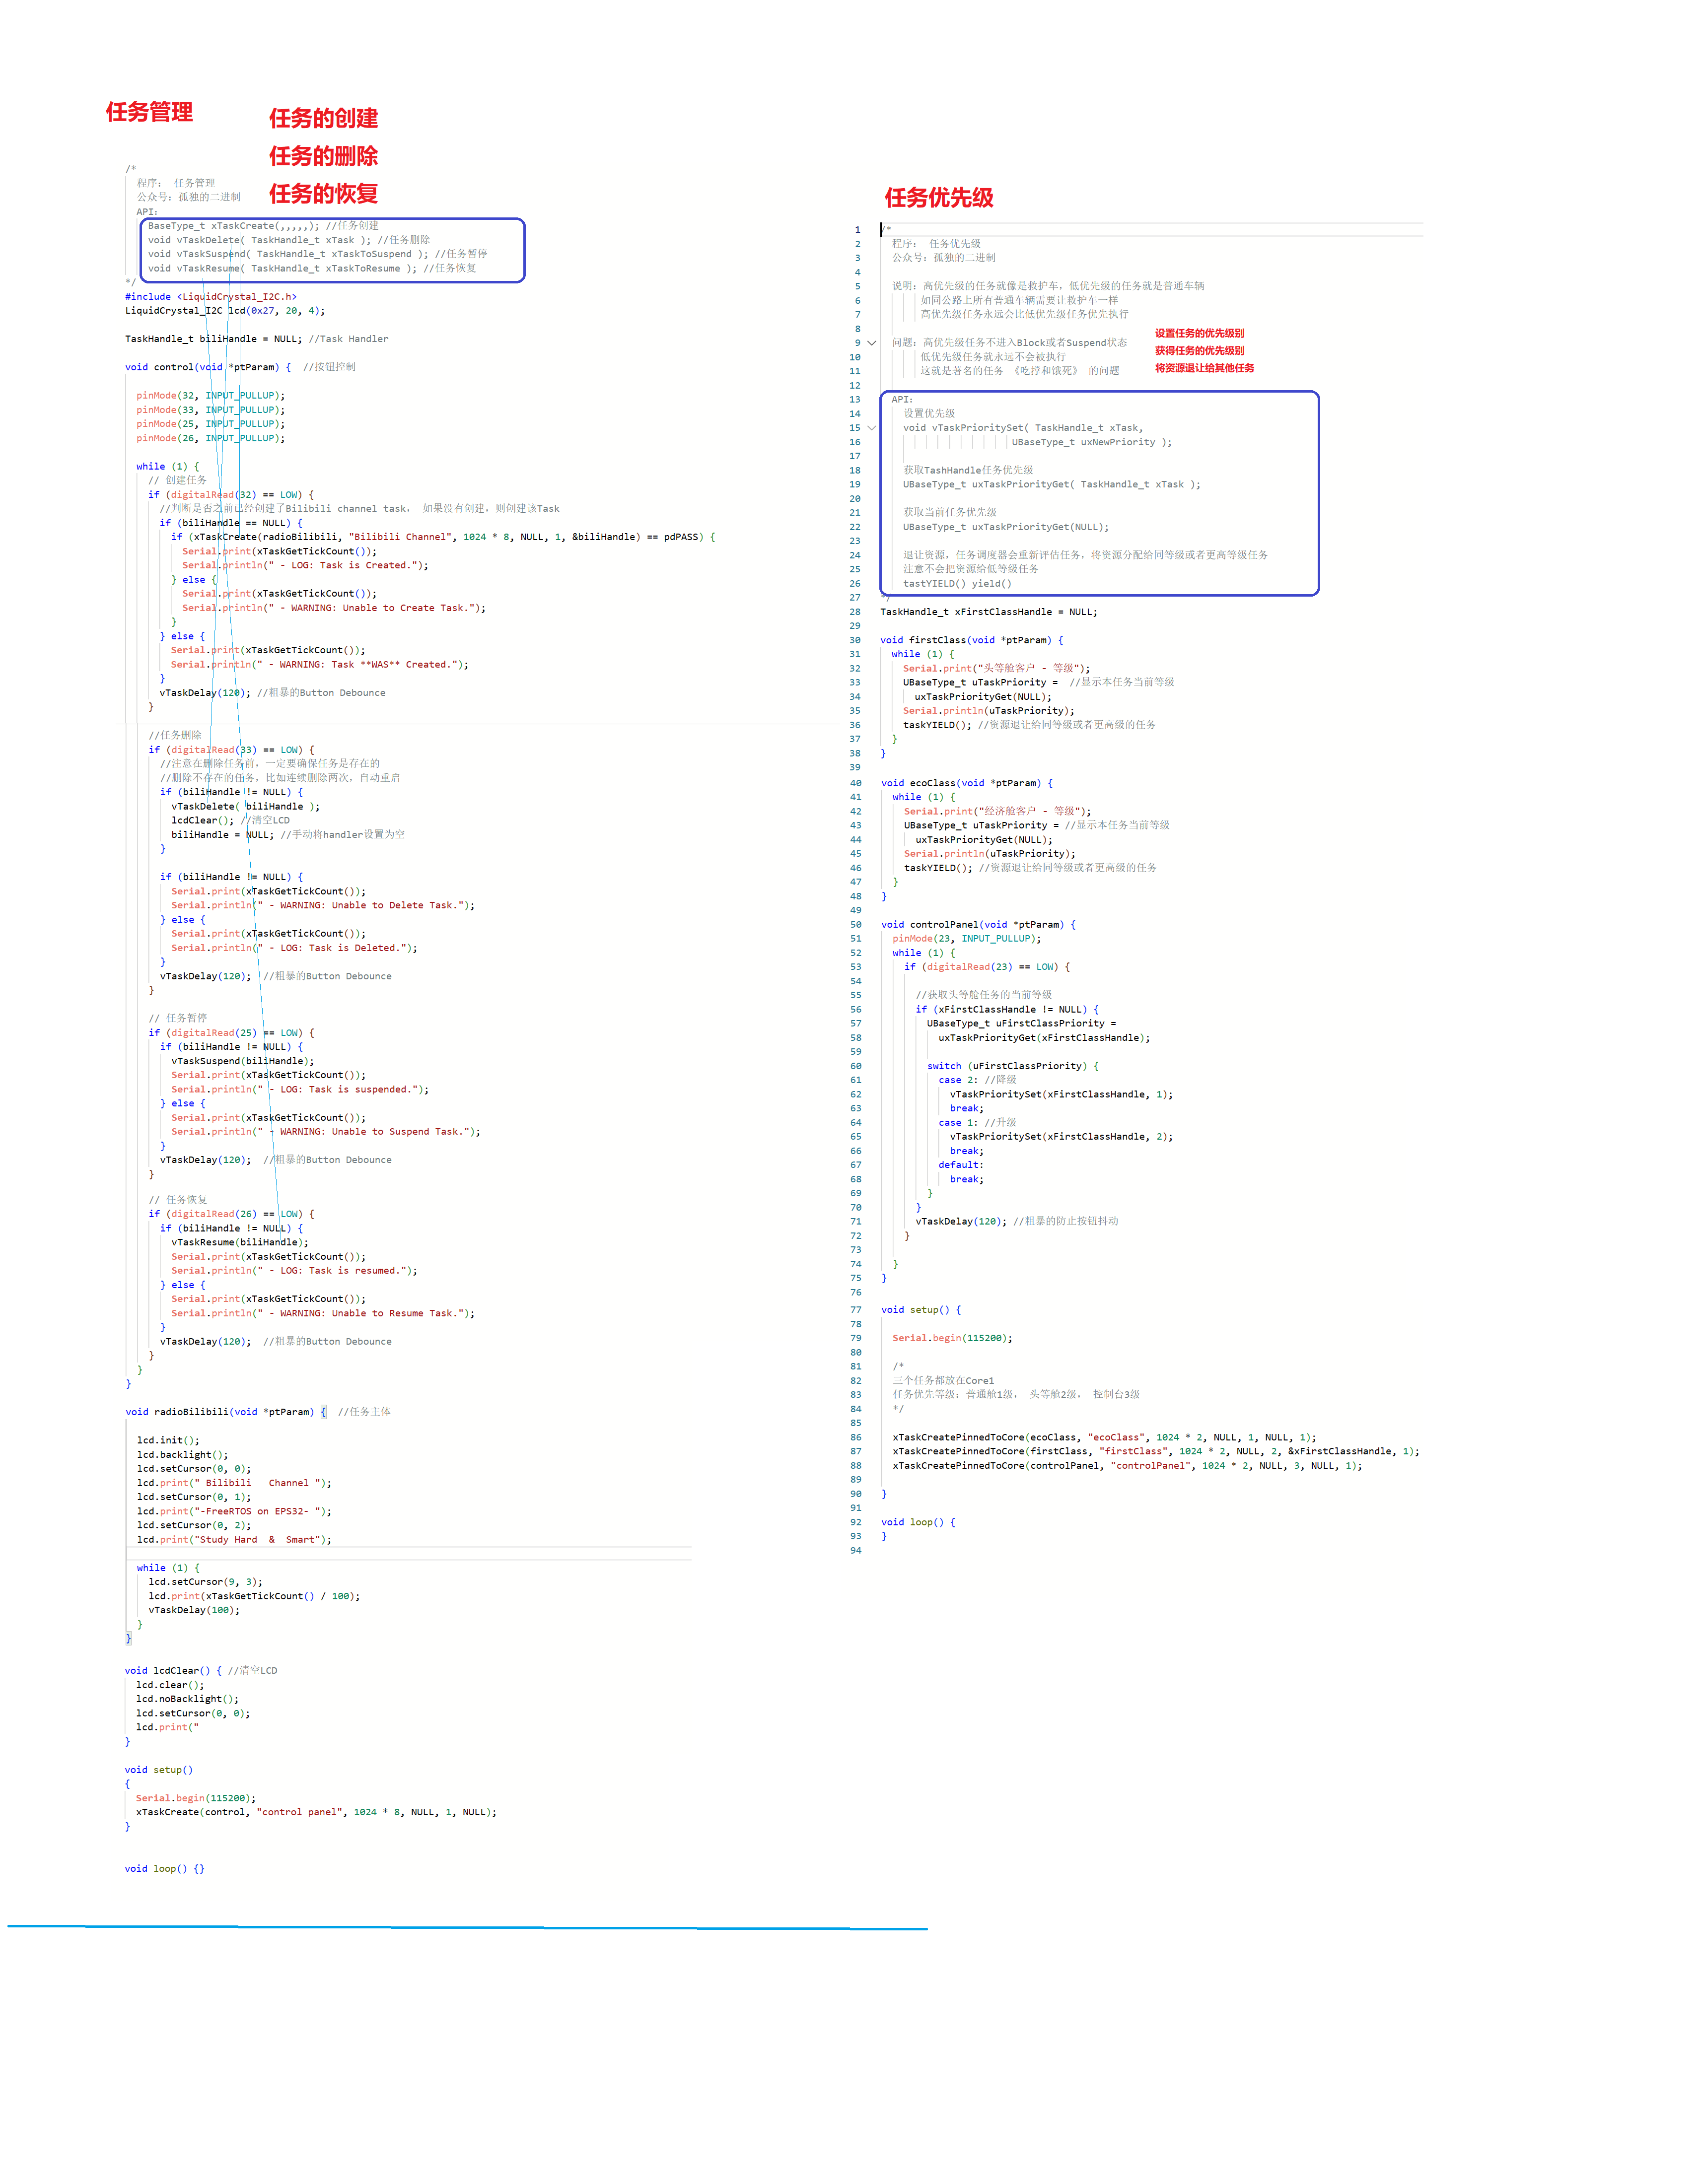 任务管理
任务的创建
任务的删除
任务的恢复
/*
程序： 任务管理
公众号：孤独的二进制
API：
BaseType_t xTaskCreate(,,,,,); //任务创建
void vTaskDelete( TaskHandle_t xTask ); //任务删除
void vTaskSuspend( TaskHandle_t xTaskToSuspend ); //任务暂停
void vTaskResume( TaskHandle_t xTaskToResume ); //任务恢复
*/
#include <LiquidCrystal_I2C.h>
LiquidCrystal_I2C lcd(0x27, 20, 4);
TaskHandle_t biliHandle = NULL; //Task Handler
void control(void *ptParam) {  //按钮控制
pinMode(32, INPUT_PULLUP);
pinMode(33, INPUT_PULLUP);
pinMode(25, INPUT_PULLUP);
pinMode(26, INPUT_PULLUP);
while (1) {
// 创建任务
if (digitalRead(32) == LOW) {
//判断是否之前已经创建了Bilibili channel task， 如果没有创建，则创建该Task
if (biliHandle == NULL) {
if (xTaskCreate(radioBilibili, "Bilibili Channel", 1024 * 8, NULL, 1, &biliHandle) == pdPASS) {
Serial.print(xTaskGetTickCount());
Serial.println(" - LOG: Task is Created.");
} else {
Serial.print(xTaskGetTickCount());
Serial.println(" - WARNING: Unable to Create Task.");
}
} else {
Serial.print(xTaskGetTickCount());
Serial.println(" - WARNING: Task **WAS** Created.");
}
vTaskDelay(120); //粗暴的Button Debounce
}
//任务删除
if (digitalRead(33) == LOW) {
//注意在删除任务前，一定要确保任务是存在的
//删除不存在的任务，比如连续删除两次，自动重启
if (biliHandle != NULL) {
vTaskDelete( biliHandle );
lcdClear(); //清空LCD
biliHandle = NULL; //手动将handler设置为空
}
if (biliHandle != NULL) {
Serial.print(xTaskGetTickCount());
Serial.println(" - WARNING: Unable to Delete Task.");
} else {
Serial.print(xTaskGetTickCount());
Serial.println(" - LOG: Task is Deleted.");
}
vTaskDelay(120);  //粗暴的Button Debounce
}
// 任务暂停
if (digitalRead(25) == LOW) {
if (biliHandle != NULL) {
vTaskSuspend(biliHandle);
Serial.print(xTaskGetTickCount());
Serial.println(" - LOG: Task is suspended.");
} else {
Serial.print(xTaskGetTickCount());
Serial.println(" - WARNING: Unable to Suspend Task.");
}
vTaskDelay(120);  //粗暴的Button Debounce
}
// 任务恢复
if (digitalRead(26) == LOW) {
if (biliHandle != NULL) {
vTaskResume(biliHandle);
Serial.print(xTaskGetTickCount());
Serial.println(" - LOG: Task is resumed.");
} else {
Serial.print(xTaskGetTickCount());
Serial.println(" - WARNING: Unable to Resume Task.");
}
vTaskDelay(120);  //粗暴的Button Debounce
}
}
}
void radioBilibili(void *ptParam) {  //任务主体
lcd.init();
lcd.backlight();
lcd.setCursor(0, 0);
lcd.print(" Bilibili   Channel ");
lcd.setCursor(0, 1);
lcd.print("-FreeRTOS on EPS32- ");
lcd.setCursor(0, 2);
lcd.print("Study Hard  &  Smart");
while (1) {
lcd.setCursor(9, 3);
lcd.print(xTaskGetTickCount() / 100);
vTaskDelay(100);
}
}
void lcdClear() { //清空LCD
lcd.clear();
lcd.noBacklight();
lcd.setCursor(0, 0);
lcd.print("
}
void setup()
{
Serial.begin(115200);
xTaskCreate(control, "control panel", 1024 * 8, NULL, 1, NULL);
}
void loop() {}
任务优先级
1 /*
2 程序： 任务优先级
3 公众号：孤独的二进制
4
5 说明：高优先级的任务就像是救护车，低优先级的任务就是普通车辆
6 如同公路上所有普通车辆需要让救护车一样
7 高优先级任务永远会比低优先级任务优先执行
8
设置任务的优先级别
9 问题：高优先级任务不进入Block或者Suspend状态
获得任务的优先级别
10 低优先级任务就永远不会被执行
将资源退让给其他任务
11 这就是著名的任务 《吃撑和饿死》 的问题
12
13 API：
14 设置优先级
15 void vTaskPrioritySet( TaskHandle_t xTask,
16 UBaseType_t uxNewPriority );
17
18 获取TashHandle任务优先级
19 UBaseType_t uxTaskPriorityGet( TaskHandle_t xTask );
20
21 获取当前任务优先级
22 UBaseType_t uxTaskPriorityGet(NULL);
23
24 退让资源，任务调度器会重新评估任务，将资源分配给同等级或者更高等级任务
25 注意不会把资源给低等级任务
26 tastYIELD() yield()
27 */
28 TaskHandle_t xFirstClassHandle = NULL;
29
30 void firstClass(void *ptParam) {
31 while (1) {
32 Serial.print("头等舱客户 - 等级");
33 UBaseType_t uTaskPriority =  //显示本任务当前等级
34 uxTaskPriorityGet(NULL);
35 Serial.println(uTaskPriority);
36 taskYIELD(); //资源退让给同等级或者更高级的任务
37 }
38 }
39
40 void ecoClass(void *ptParam) {
41 while (1) {
42 Serial.print("经济舱客户 - 等级");
43 UBaseType_t uTaskPriority = //显示本任务当前等级
44 uxTaskPriorityGet(NULL);
45 Serial.println(uTaskPriority);
46 taskYIELD(); //资源退让给同等级或者更高级的任务
47 }
48 }
49
50 void controlPanel(void *ptParam) {
51 pinMode(23, INPUT_PULLUP);
52 while (1) {
53 if (digitalRead(23) == LOW) {
54
55 //获取头等舱任务的当前等级
56 if (xFirstClassHandle != NULL) {
57 UBaseType_t uFirstClassPriority =
58 uxTaskPriorityGet(xFirstClassHandle);
59
60 switch (uFirstClassPriority) {
61 case 2: //降级
62 vTaskPrioritySet(xFirstClassHandle, 1);
63 break;
64 case 1: //升级
65 vTaskPrioritySet(xFirstClassHandle, 2);
66 break;
67 default:
68 break;
69 }
70 }
71 vTaskDelay(120); //粗暴的防止按钮抖动
72 }
73
74 }
75 }
76
77 void setup() {
78
79 Serial.begin(115200);
80
81 /*
82 三个任务都放在Core1
83 任务优先等级：普通舱1级， 头等舱2级， 控制台3级
84 */
85
86 xTaskCreatePinnedToCore(ecoClass, "ecoClass", 1024 * 2, NULL, 1, NULL, 1);
87 xTaskCreatePinnedToCore(firstClass, "firstClass", 1024 * 2, NULL, 2, &xFirstClassHandle, 1);
88 xTaskCreatePinnedToCore(controlPanel, "controlPanel", 1024 * 2, NULL, 3, NULL, 1);
89
90 }
91
92 void loop() {
93 }
94